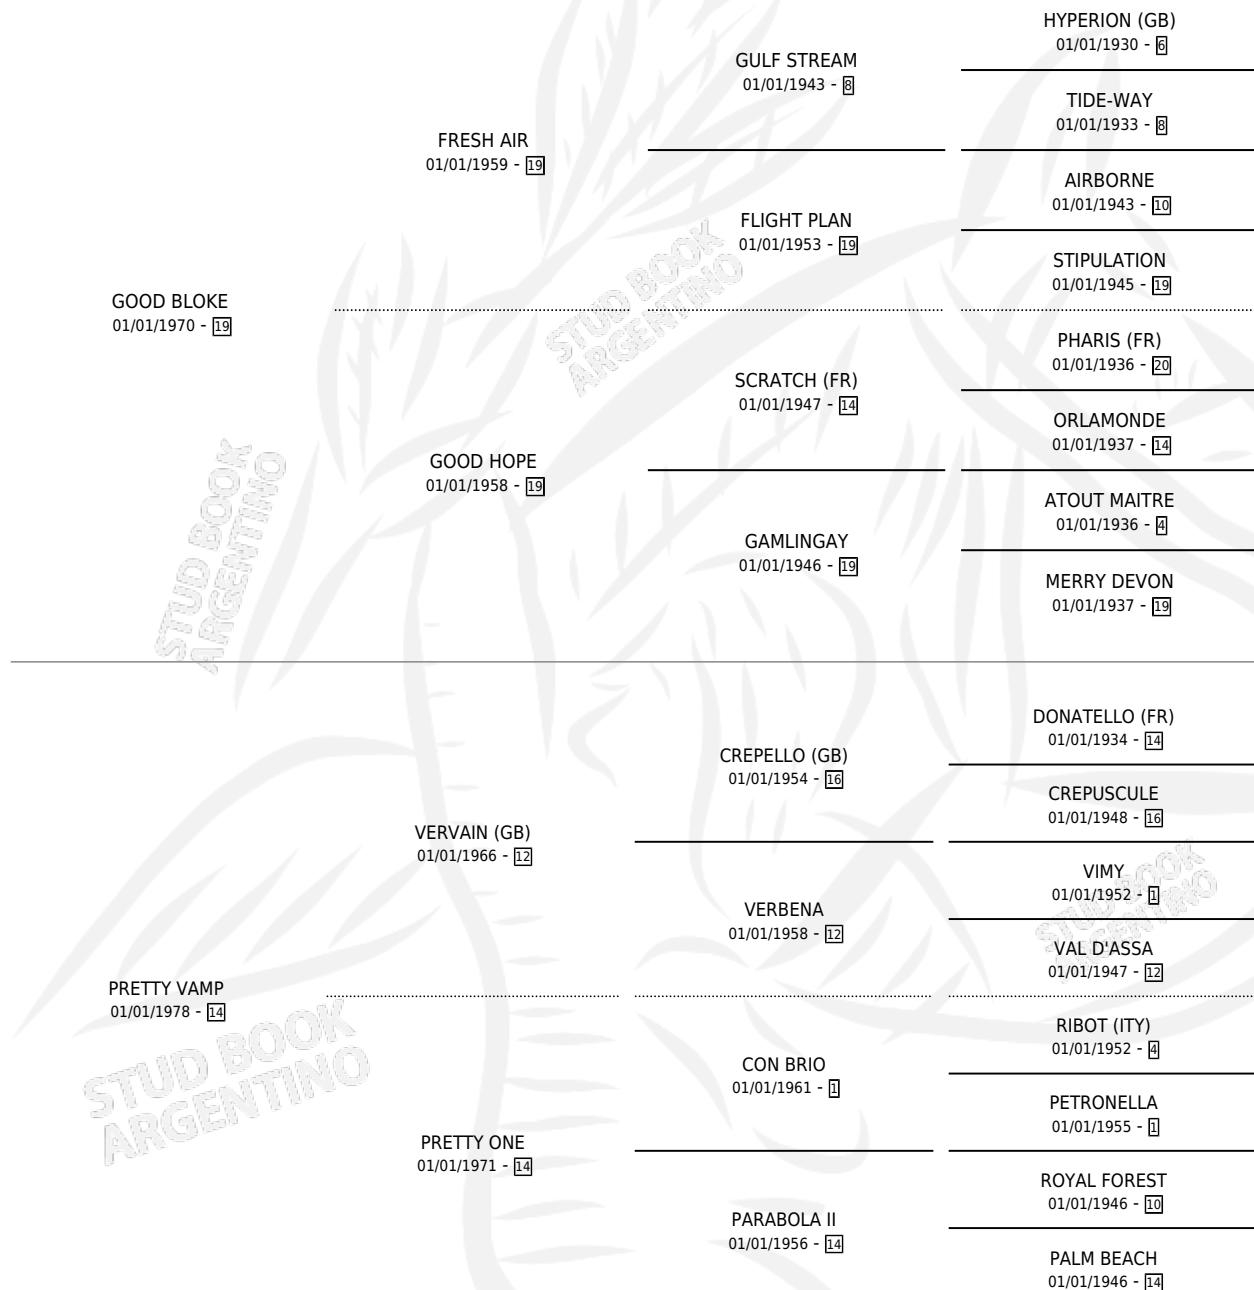 HYPERION (GB)
01/01/1930 - 6
GULF STREAM
01/01/1943 - 8
TIDE-WAY
01/01/1933 - 8
FRESH AIR
01/01/1959 - 19
AIRBORNE
01/01/1943 - 10
FLIGHT PLAN
01/01/1953 - 19
STIPULATION
01/01/1945 - 19
GOOD BLOKE
01/01/1970 - 19
PHARIS (FR)
01/01/1936 - 20
SCRATCH (FR)
01/01/1947 - 14
ORLAMONDE
01/01/1937 - 14
GOOD HOPE
01/01/1958 - 19
ATOUT MAITRE
01/01/1936 - 4
GAMLINGAY
01/01/1946 - 19
MERRY DEVON
01/01/1937 - 19
DONATELLO (FR)
01/01/1934 - 14
CREPELLO (GB)
01/01/1954 - 16
CREPUSCULE
01/01/1948 - 16
VERVAIN (GB)
01/01/1966 - 12
VIMY
01/01/1952 - 1
VERBENA
01/01/1958 - 12
VAL D'ASSA
01/01/1947 - 12
PRETTY VAMP
01/01/1978 - 14
RIBOT (ITY)
01/01/1952 - 4
CON BRIO
01/01/1961 - 1
PETRONELLA
01/01/1955 - 1
PRETTY ONE
01/01/1971 - 14
ROYAL FOREST
01/01/1946 - 10
PARABOLA II
01/01/1956 - 14
PALM BEACH
01/01/1946 - 14
STUD BOOK
ARGENTINO
STUD BOOK
ARGENTINO
STUD BOOK
ARGENTINO
STUD BOOK
ARGENTINO